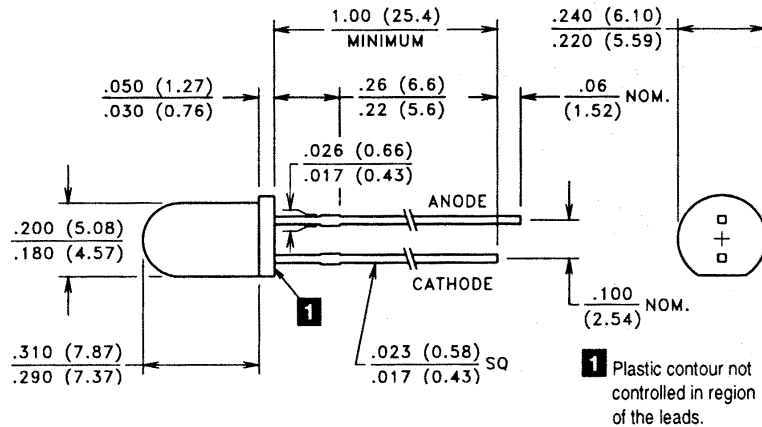 1.00 (25.4)
MINIMUM
.240 (6.10)
.220 (5.59)
.050 (1.27)
.030 (0.76)
.26 (6.6)
.22 (5.6)
.06
(1.52) NOM.
.026 (0.66)
.017 (0.43)
ANODE
.200 (5.08)
.180 (4.57)
CATHODE
.100
(2.54) NOM.
1
.310 (7.87)
.290 (7.37)
.023 (0.58)
.017 (0.43) SQ
1 Plastic contour not
controlled in region
of the leads.